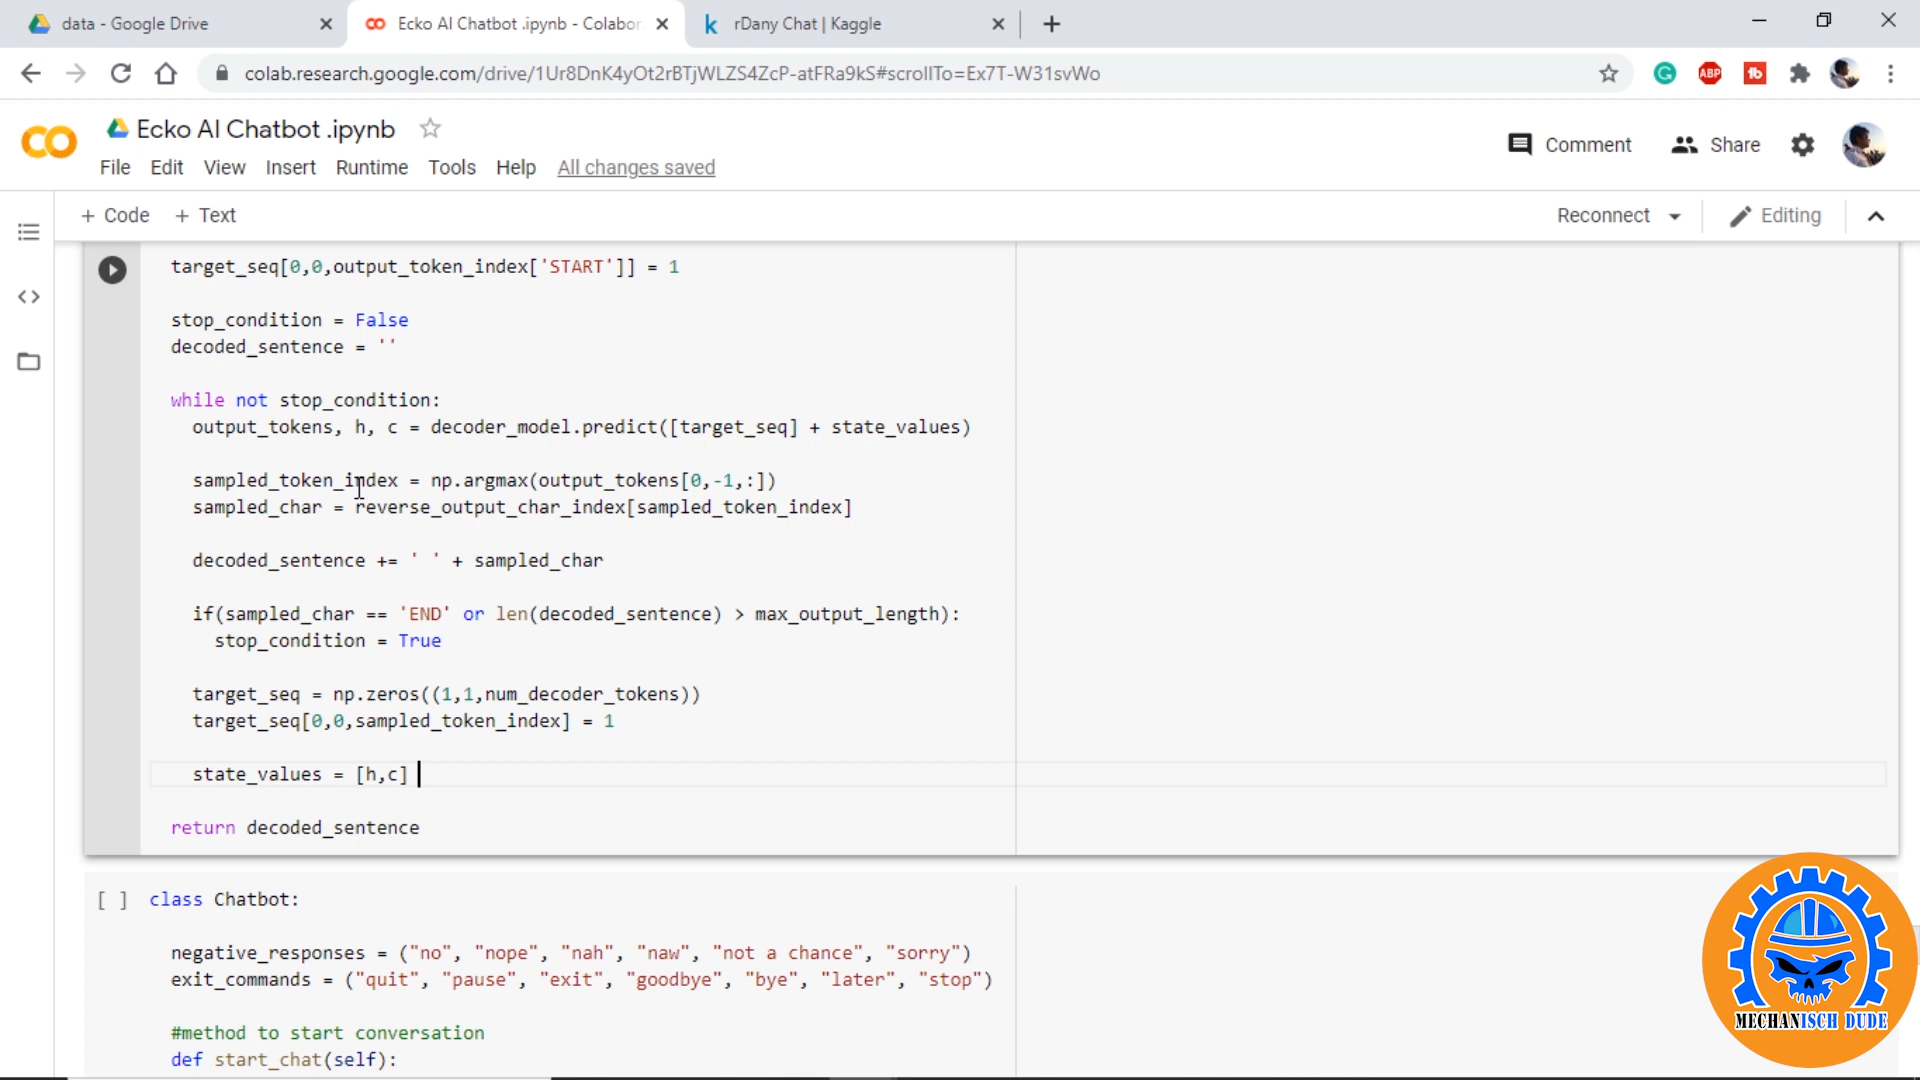 data - Google Drive
Ecko AI Chatbot .ipynb - Colabor
rDany Chat | Kaggle
colab.research.google.com/drive/1Ur8DnK4yOt2rBTjWLZS4ZcP-atFRa9kS#scrollTo=Ex7T-W31svWo
ABP
Ecko AI Chatbot .ipynb
Comment
Share
File Edit View Insert Runtime Tools Help All changes saved
+ Code + Text
Reconnect
Editing
target_seq[0,0,output_token_index['START']] = 1
stop_condition = False
decoded_sentence = ''
while not stop_condition:
output_tokens, h, c = decoder_model.predict([target_seq] + state_values)
sampled_token_index = np.argmax(output_tokens[0,-1,:])
sampled_char = reverse_output_char_index[sampled_token_index]
decoded_sentence += ' ' + sampled_char
if(sampled_char == 'END' or len(decoded_sentence) > max_output_length):
stop_condition = True
target_seq = np.zeros((1,1,num_decoder_tokens))
target_seq[0,0,sampled_token_index] = 1
state_values = [h,c]
return decoded_sentence
[ ] class Chatbot:
negative_responses = ("no", "nope", "nah", "naw", "not a chance", "sorry")
exit_commands = ("quit", "pause", "exit", "goodbye", "bye", "later", "stop")
#method to start conversation
def start_chat(self):
MECHANISCH DUDE